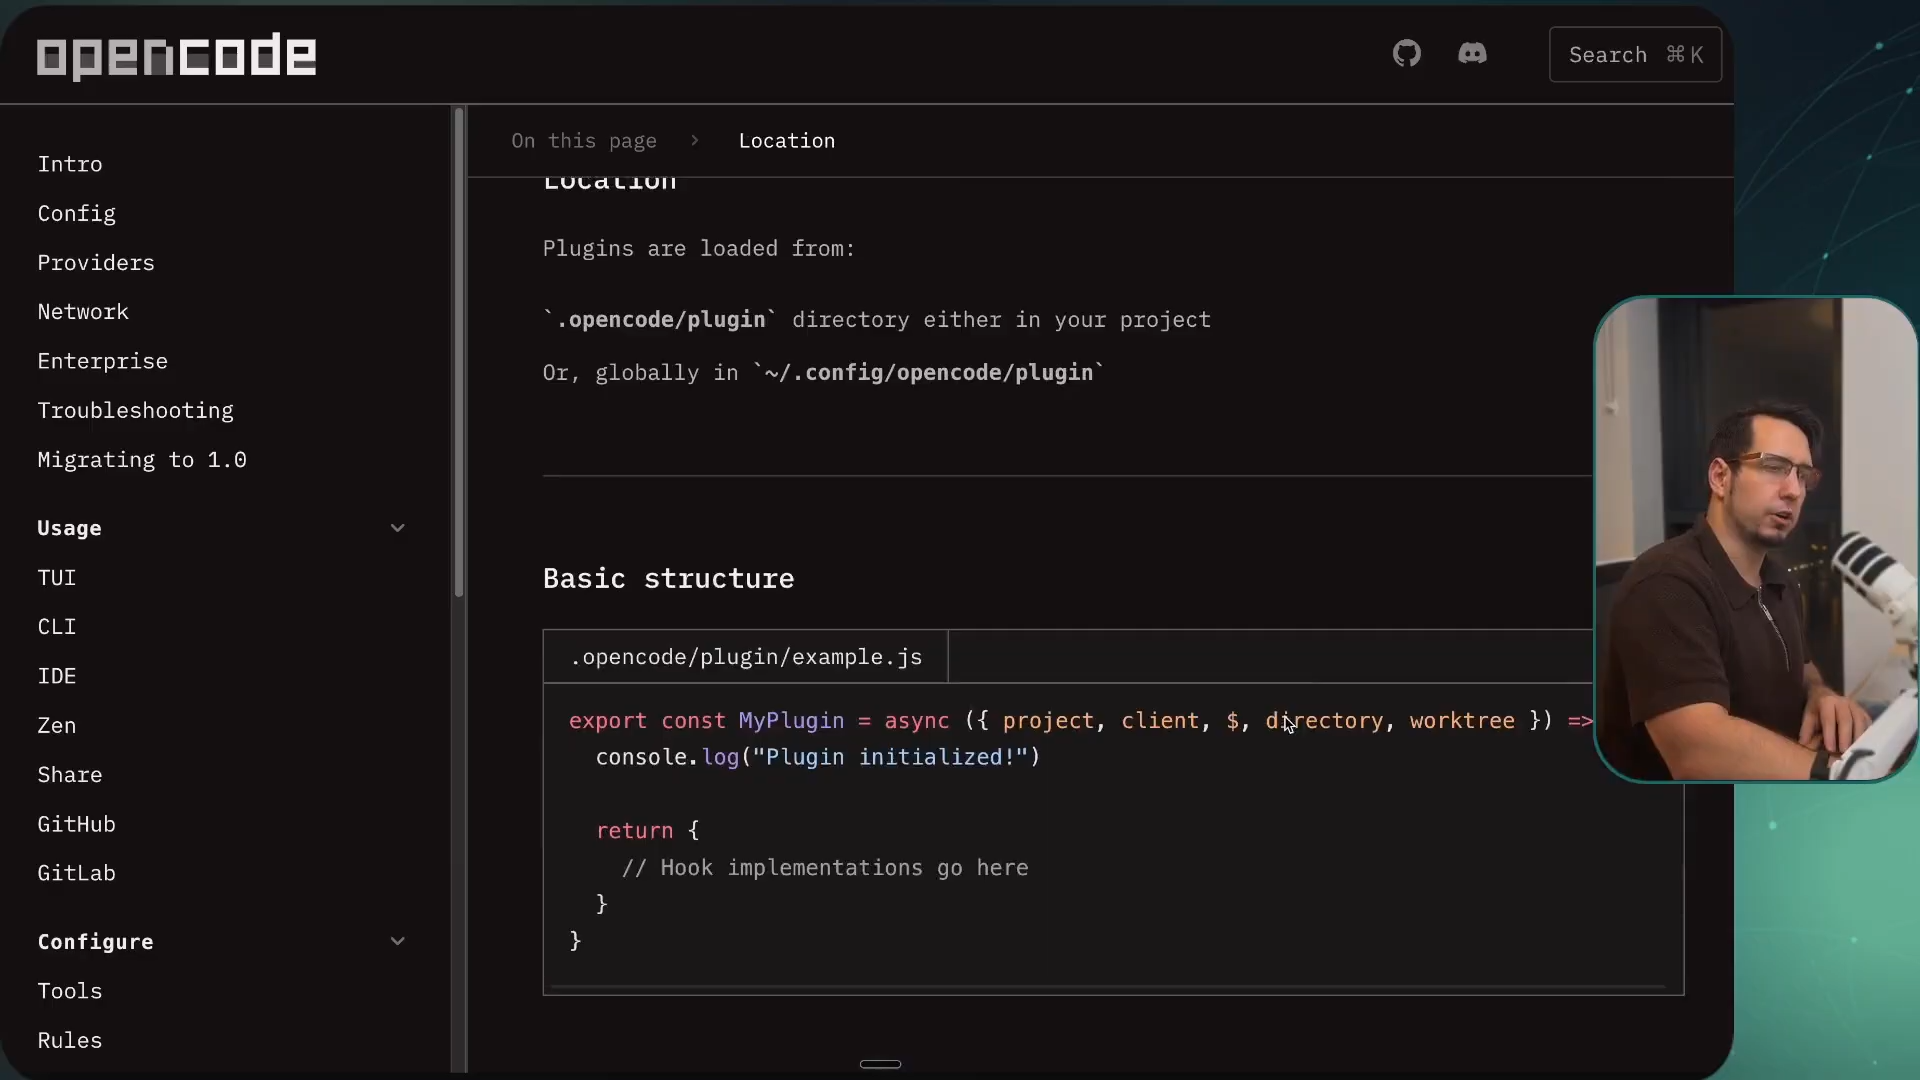 opencode
Search ⌘K
Intro
Config
Providers
Network
Enterprise
Troubleshooting
Migrating to 1.0
Usage
TUI
CLI
IDE
Zen
Share
GitHub
GitLab
Configure
Tools
Rules
On this page > Location
Location
Plugins are loaded from:
`.opencode/plugin` directory either in your project
Or, globally in `~/.config/opencode/plugin`
Basic structure
.opencode/plugin/example.js
export const MyPlugin = async ({ project, client, $, directory, worktree }) =>
console.log("Plugin initialized!")
return {
// Hook implementations go here
}
}